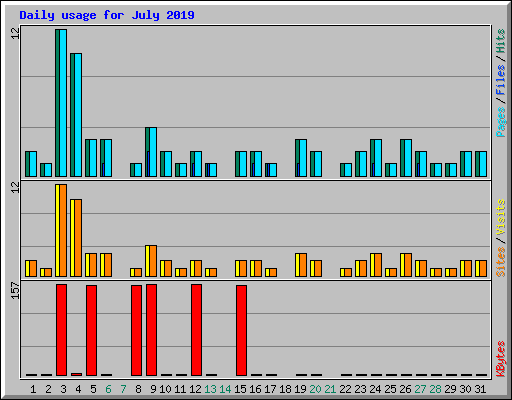 Daily usage for July 2019
12
12
157
Pages / Files / Hits
Sites / Visits
KBytes
1 2 3 4 5 6 7 8 9 10 11 12 13 14 15 16 17 18 19 20 21 22 23 24 25 26 27 28 29 30 31